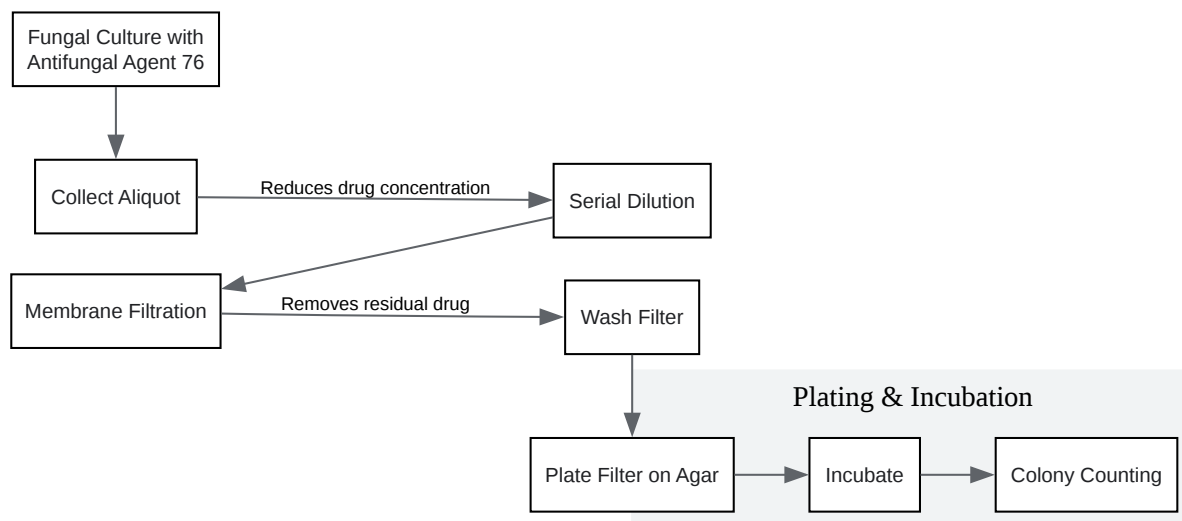 Fungal Culture with
Antifungal Agent 76
Collect Aliquot
Reduces drug concentration
Serial Dilution
Membrane Filtration
Removes residual drug
Wash Filter
Plating & Incubation
Plate Filter on Agar
Incubate
Colony Counting